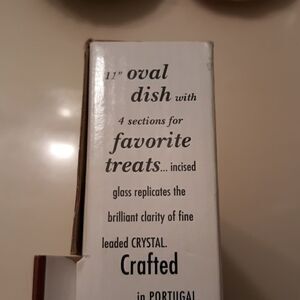 11" oval
dish with
4 sections for
favorite
treats... incised
glass replicates the
brilliant clarity of fine
leaded CRYSTAL.
Crafted
in PORTUGAL